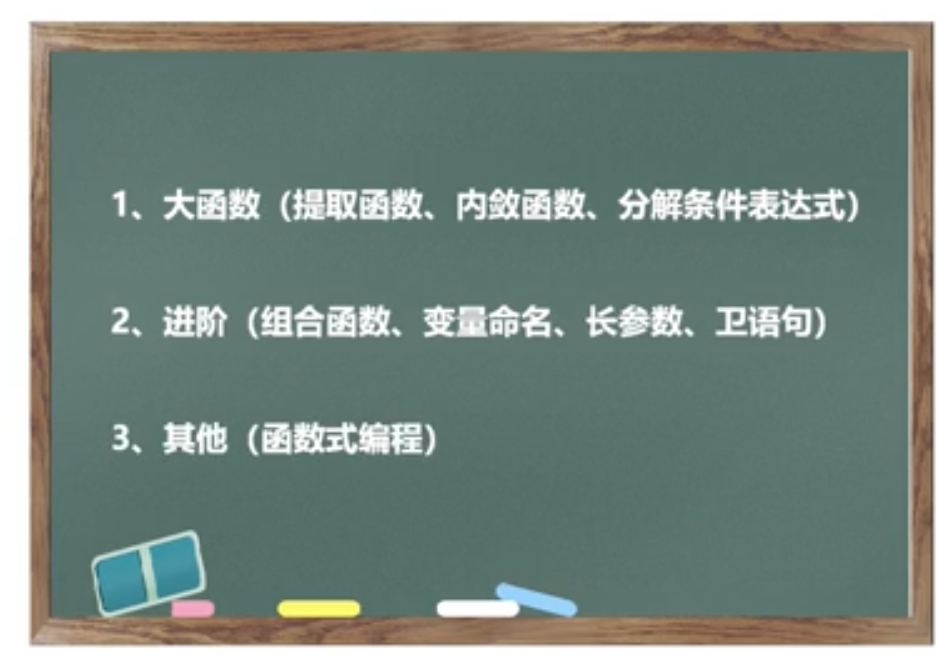 1、大函数（提取函数、内敛函数、分解条件表达式）
2、进阶（组合函数、变量命名、长参数、卫语句）
3、其他（函数式编程）